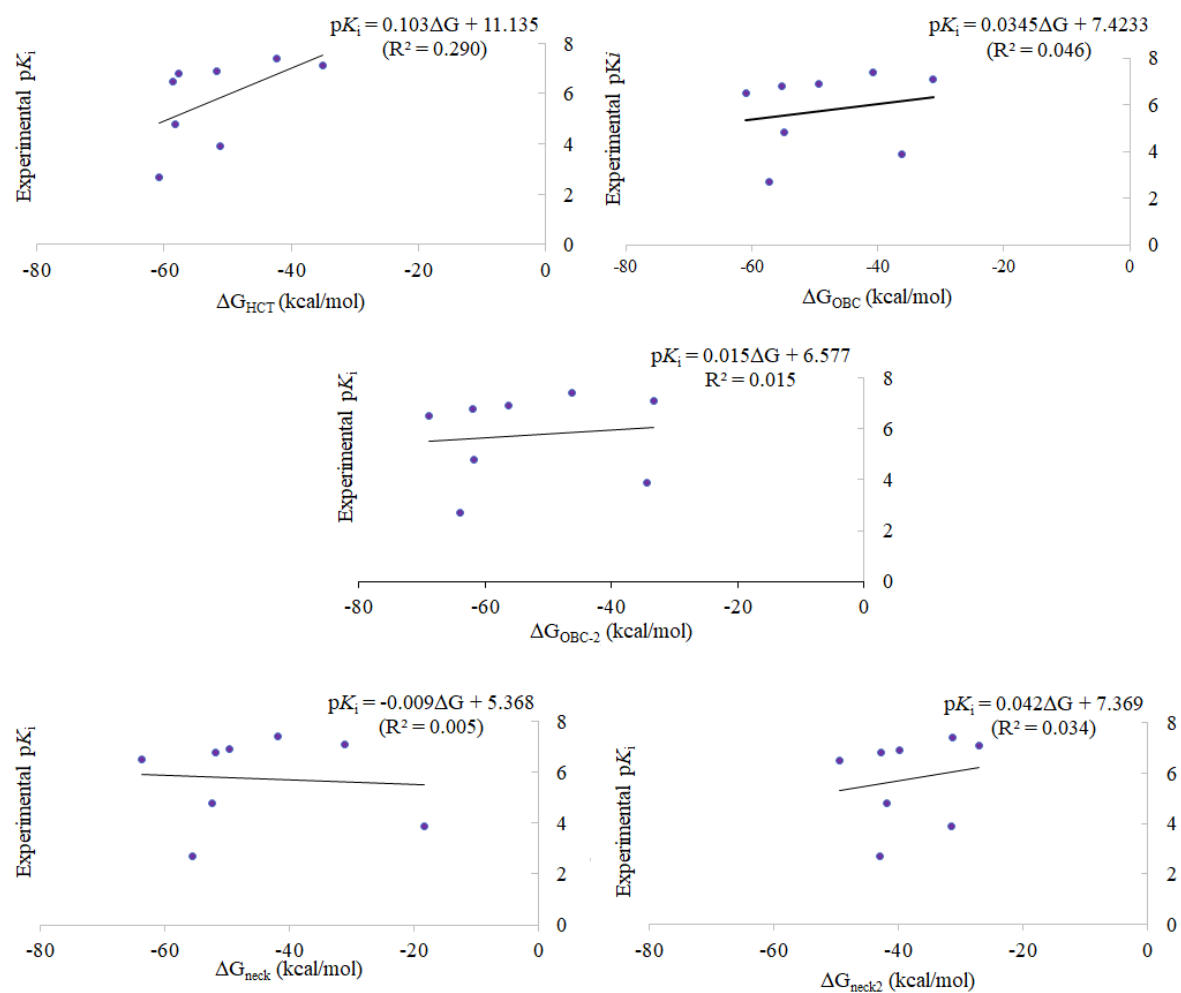 pKi = 0.103ΔG + 11.135
(R² = 0.290)
Experimental pKi
8
6
4
2
0
-80
-60
-40
-20
0
ΔGHCT (kcal/mol)
pKi = 0.0345ΔG + 7.4233
(R² = 0.046)
Experimental pKi
8
6
4
2
0
-80
-60
-40
-20
0
ΔGOBC (kcal/mol)
pKi = 0.015ΔG + 6.577
R² = 0.015
Experimental pKi
8
6
4
2
0
-80
-60
-40
-20
0
ΔGOBC-2 (kcal/mol)
pKi = -0.009ΔG + 5.368
(R² = 0.005)
Experimental pKi
8
6
4
2
0
-80
-60
-40
-20
0
ΔGneck (kcal/mol)
pKi = 0.042ΔG + 7.369
(R² = 0.034)
Experimental pKi
8
6
4
2
0
-80
-60
-40
-20
0
ΔGneck2 (kcal/mol)